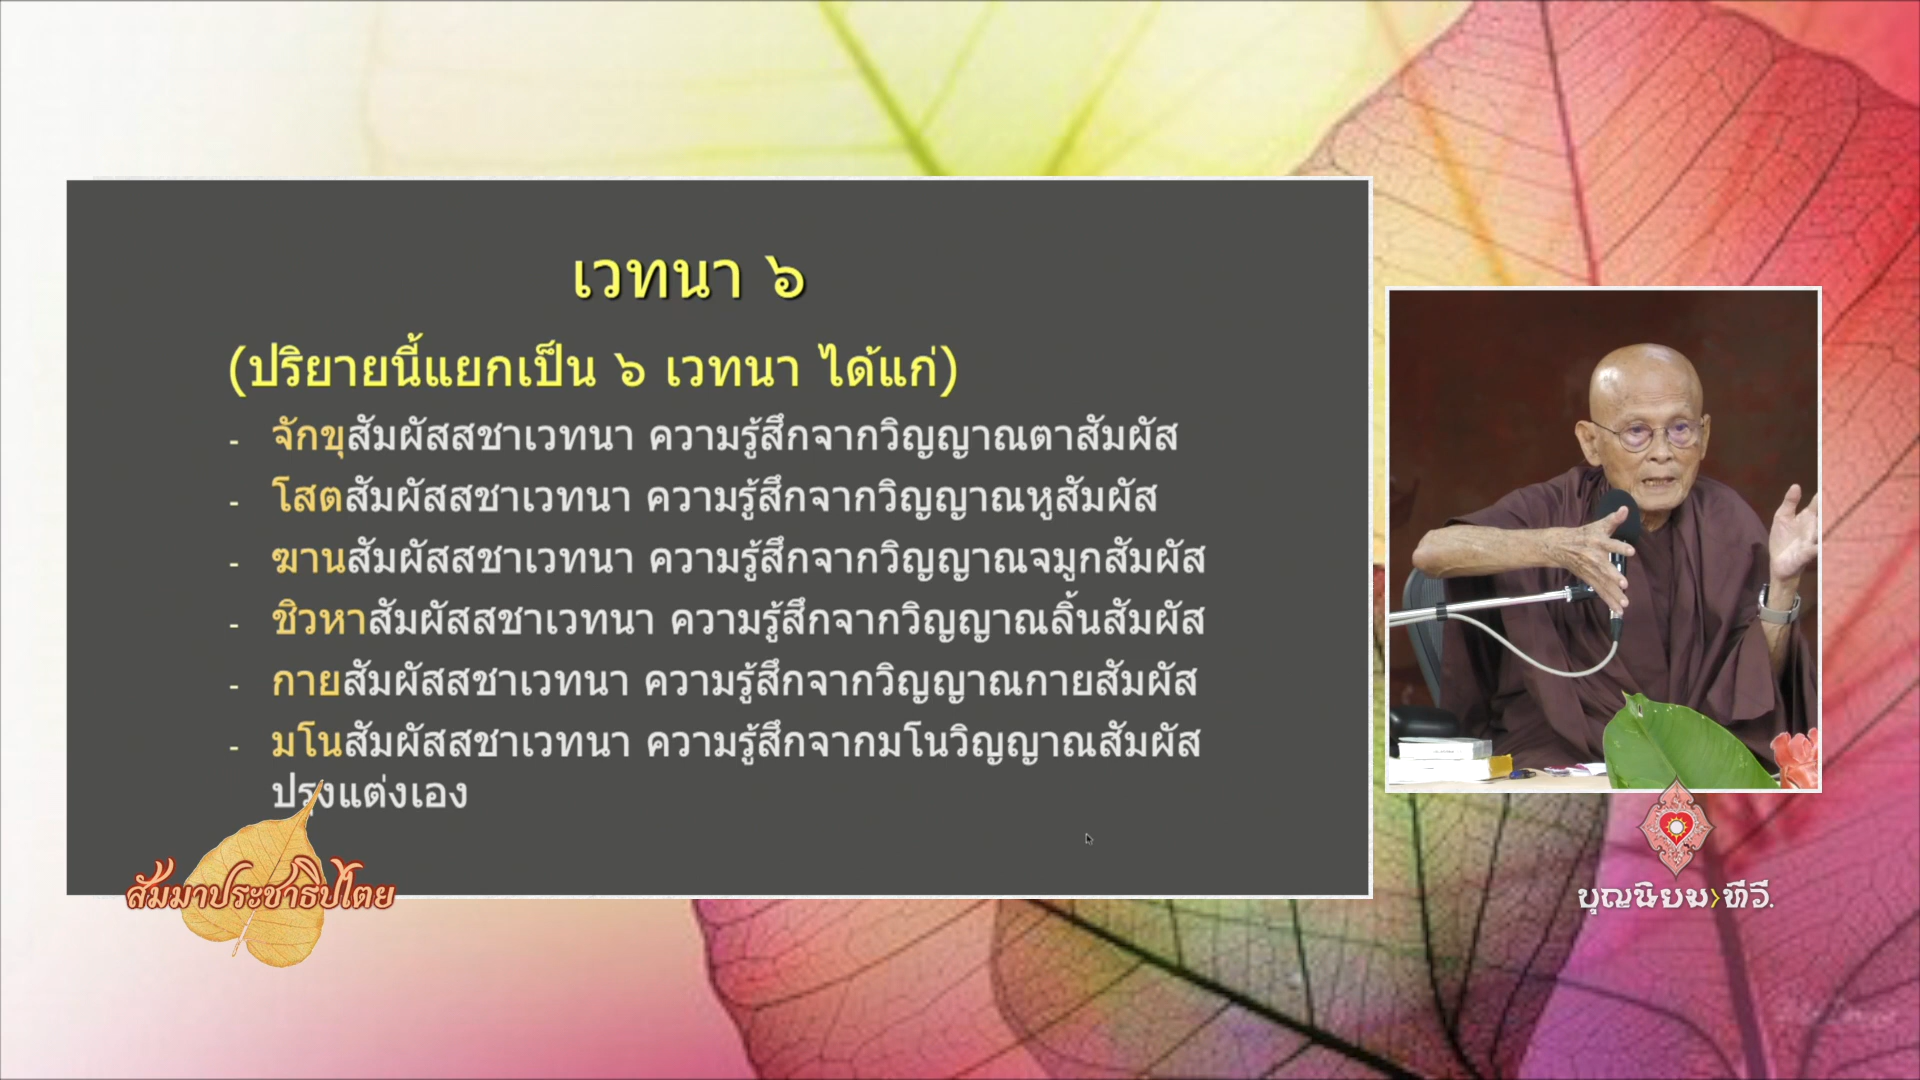 เวทนา ๖
(ปริยายนี้แยกเป็น ๖ เวทนา ได้แก่)
- จักขุสัมผัสสชาเวทนา ความรู้สึกจากวิญญาณตาสัมผัส
- โสตสัมผัสสชาเวทนา ความรู้สึกจากวิญญาณหูสัมผัส
- ฆานสัมผัสสชาเวทนา ความรู้สึกจากวิญญาณจมูกสัมผัส
- ชิวหาสัมผัสสชาเวทนา ความรู้สึกจากวิญญาณลิ้นสัมผัส
- กายสัมผัสสชาเวทนา ความรู้สึกจากวิญญาณกายสัมผัส
- มโนสัมผัสสชาเวทนา ความรู้สึกจากมโนวิญญาณสัมผัส
ปรุงแต่งเอง
สัมมาประชาธิปไตย
บุญนิยม>ทีวี.